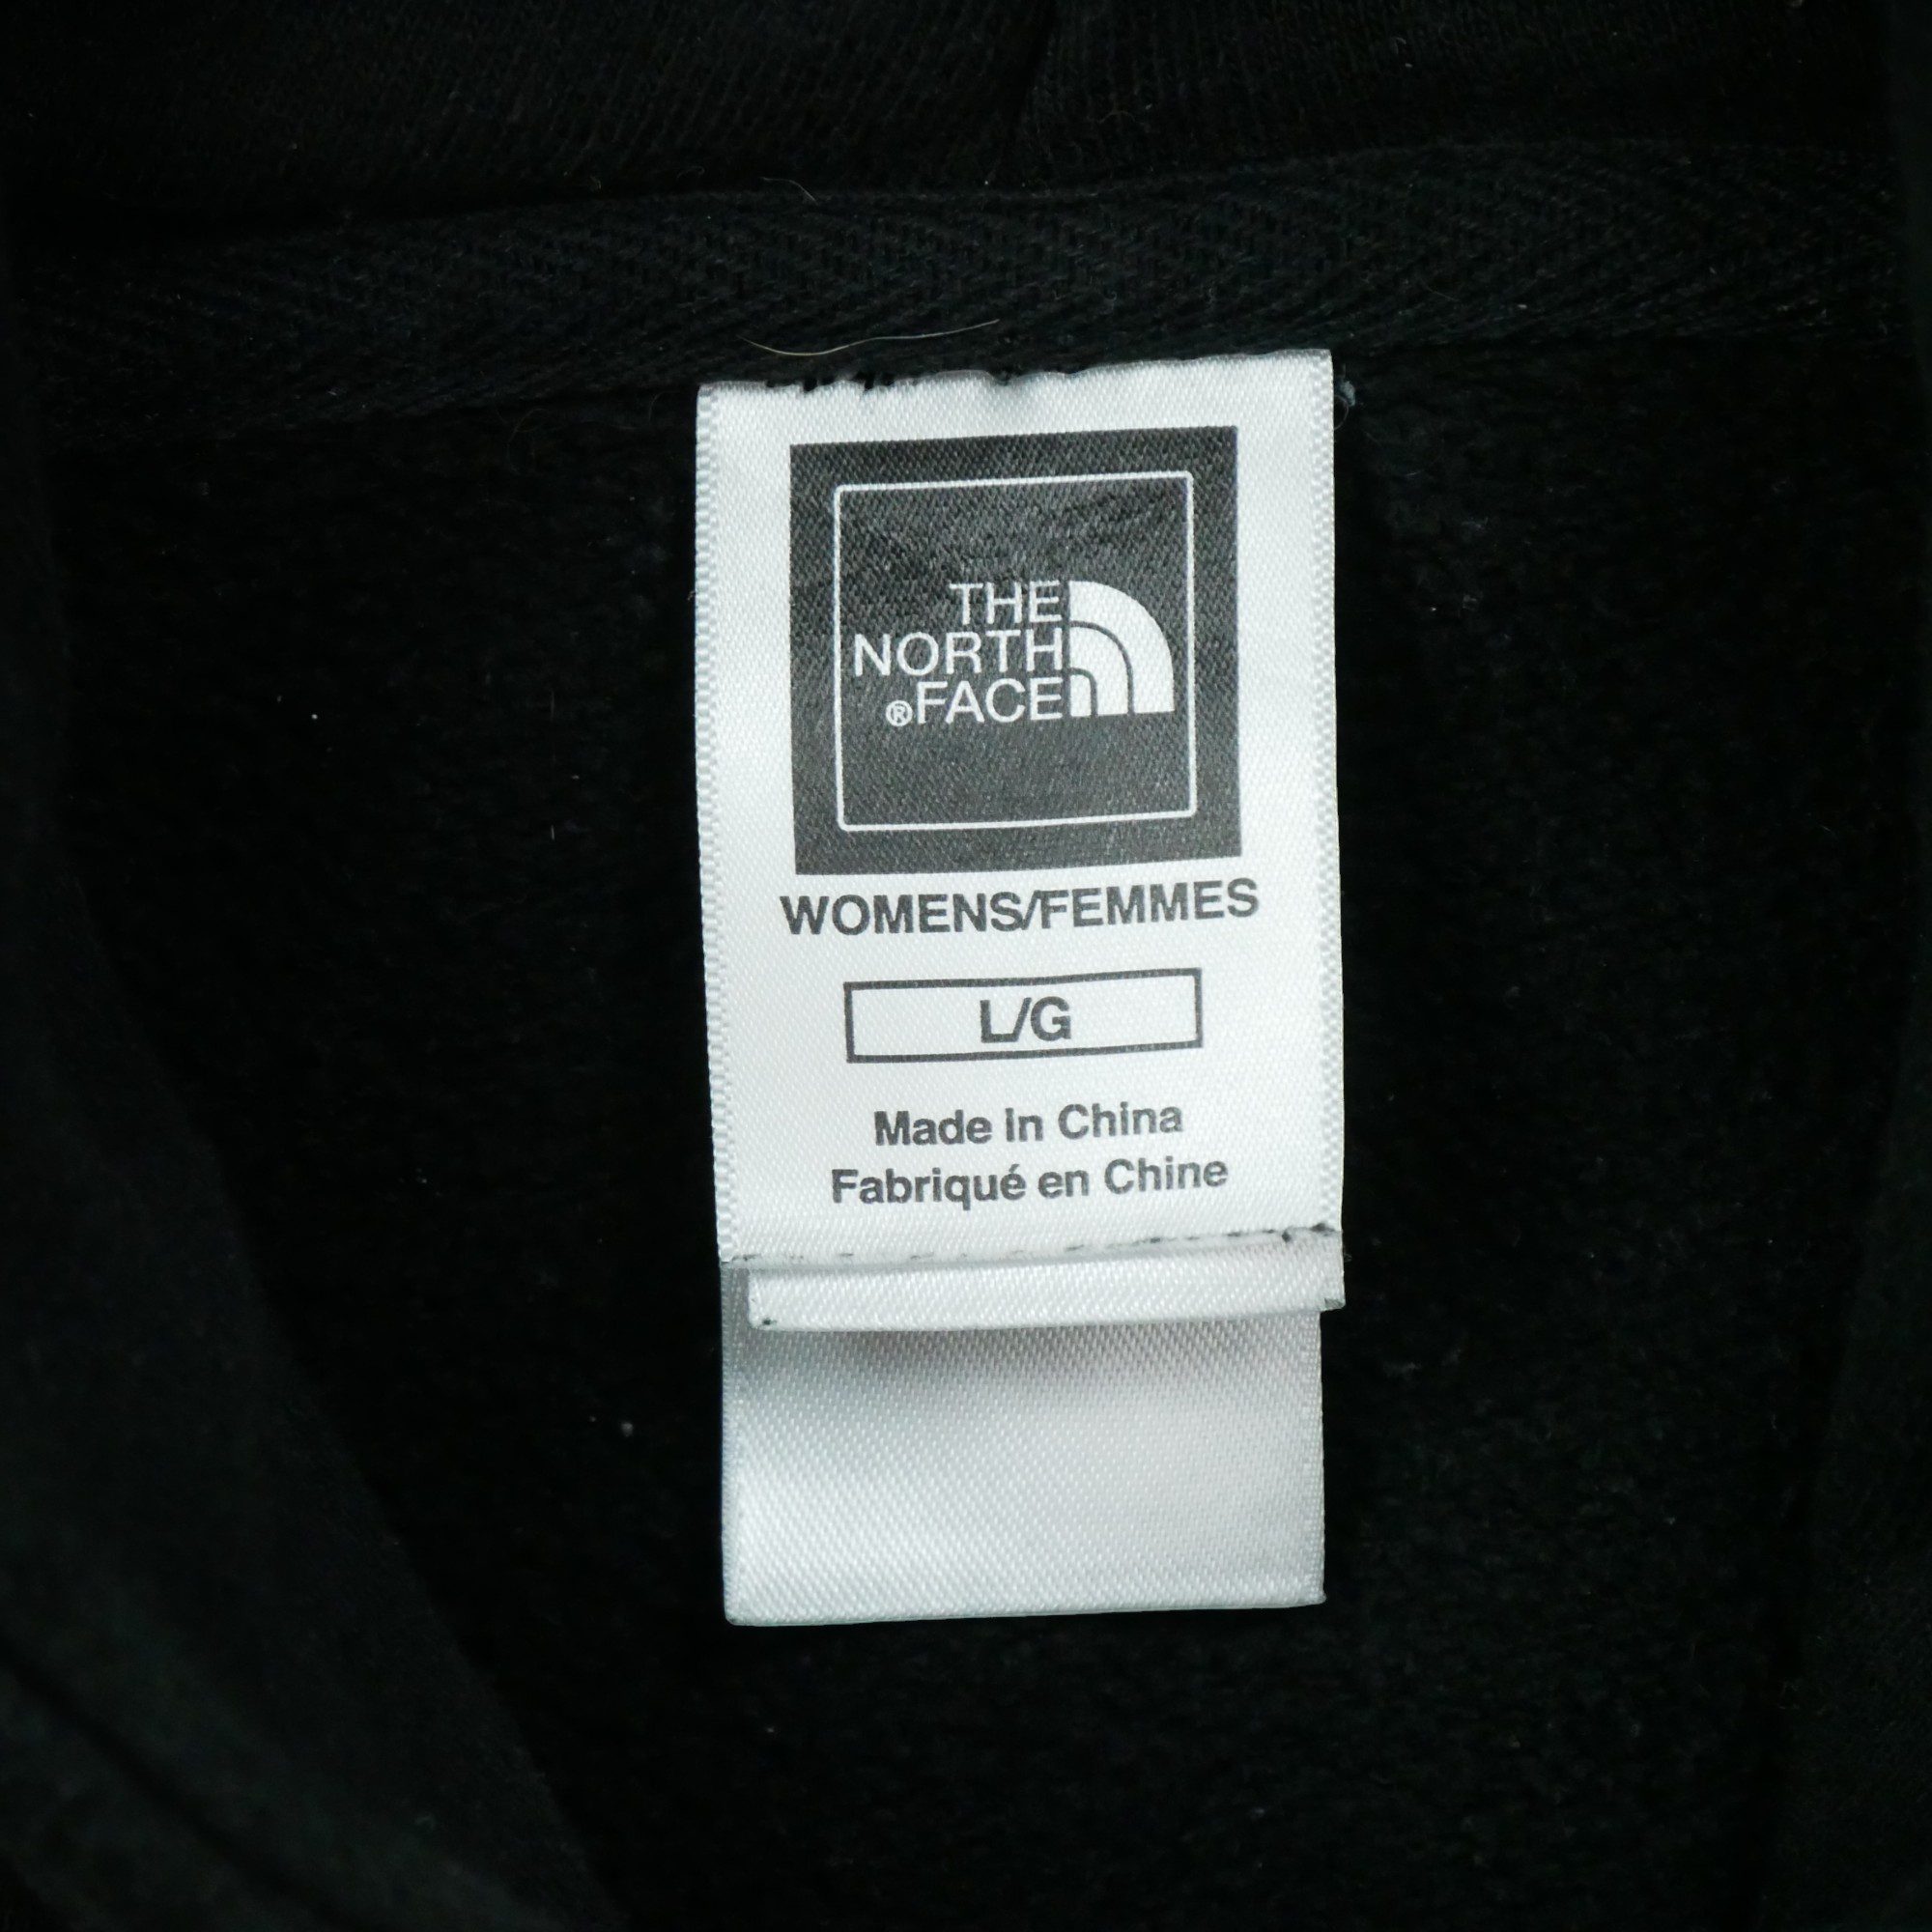 THE
NORTH
®FACE
WOMENS/FEMMES
L/G
Made in China
Fabriqué en Chine